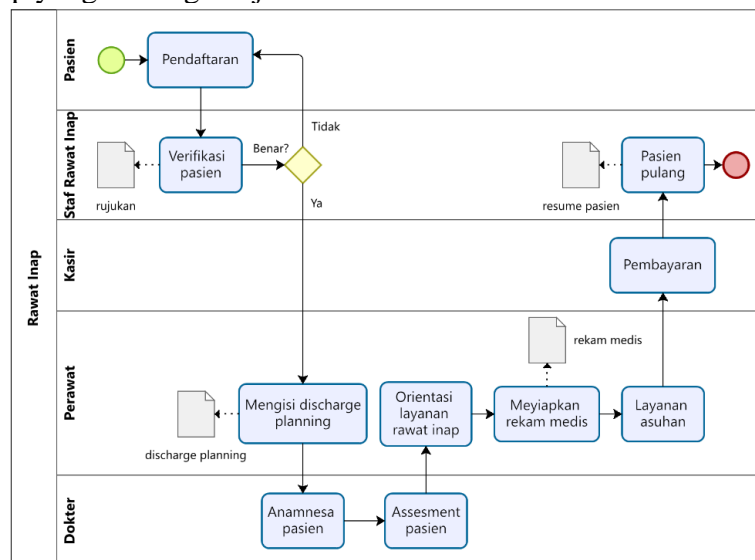 Rawat Inap
Pasien
Pendaftaran
Tidak
Staf Rawat Inap
Verifikasi
pasien
Benar?
rujukan
Ya
Pasien
pulang
resume pasien
Kasir
Pembayaran
Perawat
rekam medis
Mengisi discharge
planning
discharge planning
Orientasi
layanan
rawat inap
Meyiapkan
rekam medis
Layanan
asuhan
Dokter
Anamnesa
pasien
Assesment
pasien